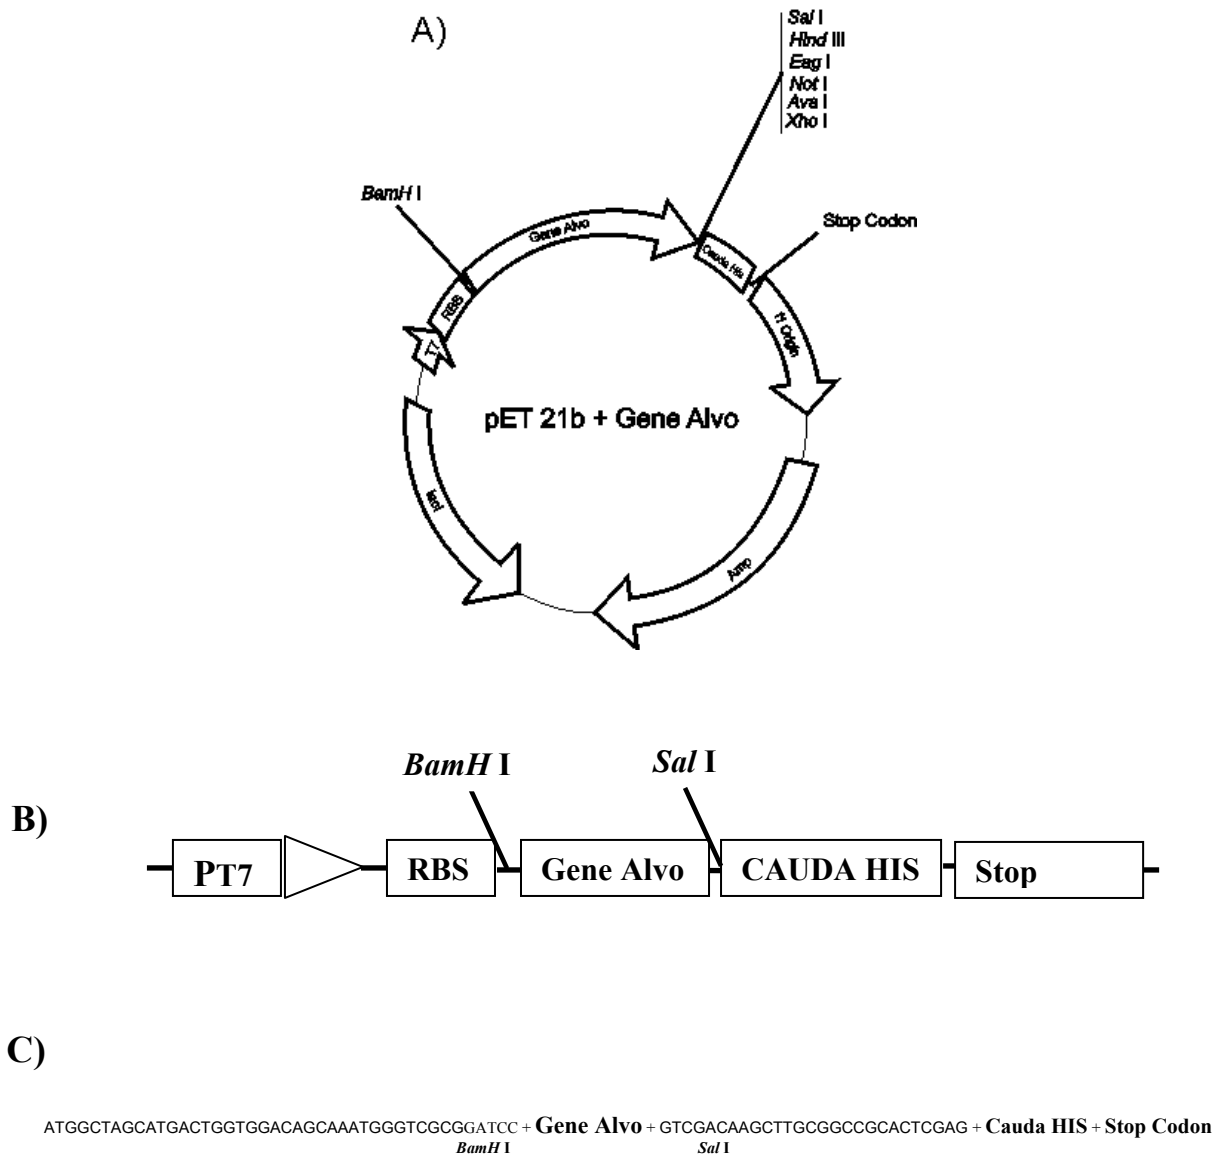 A)
Sal I
Hind III
Eag I
Not I
Ava I
Xho I
BamH I
Gene Alvo
Stop Codon
Cauda His
RBS
T7
f1 Origin
pET 21b + Gene Alvo
lacI
Amp
BamH I
Sal I
B)
PT7
RBS
Gene Alvo
CAUDA HIS
Stop
C)
ATGGCTAGCATGACTGGTGGACAGCAAATGGGTCGCGGATCC + Gene Alvo + GTCGACAAGCTTGCGGCCGCACTCGAG + Cauda HIS + Stop Codon
BamH I
Sal I